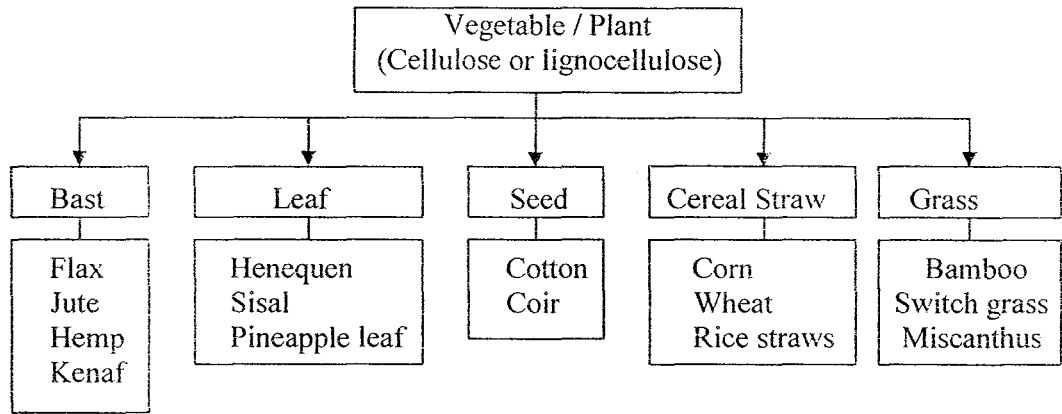 Vegetable / Plant
(Cellulose or lignocellulose)
Bast
Leaf
Seed
Cereal Straw
Grass
Flax
Jute
Hemp
Kenaf
Henequen
Sisal
Pineapple leaf
Cotton
Coir
Corn
Wheat
Rice straws
Bamboo
Switch grass
Miscanthus